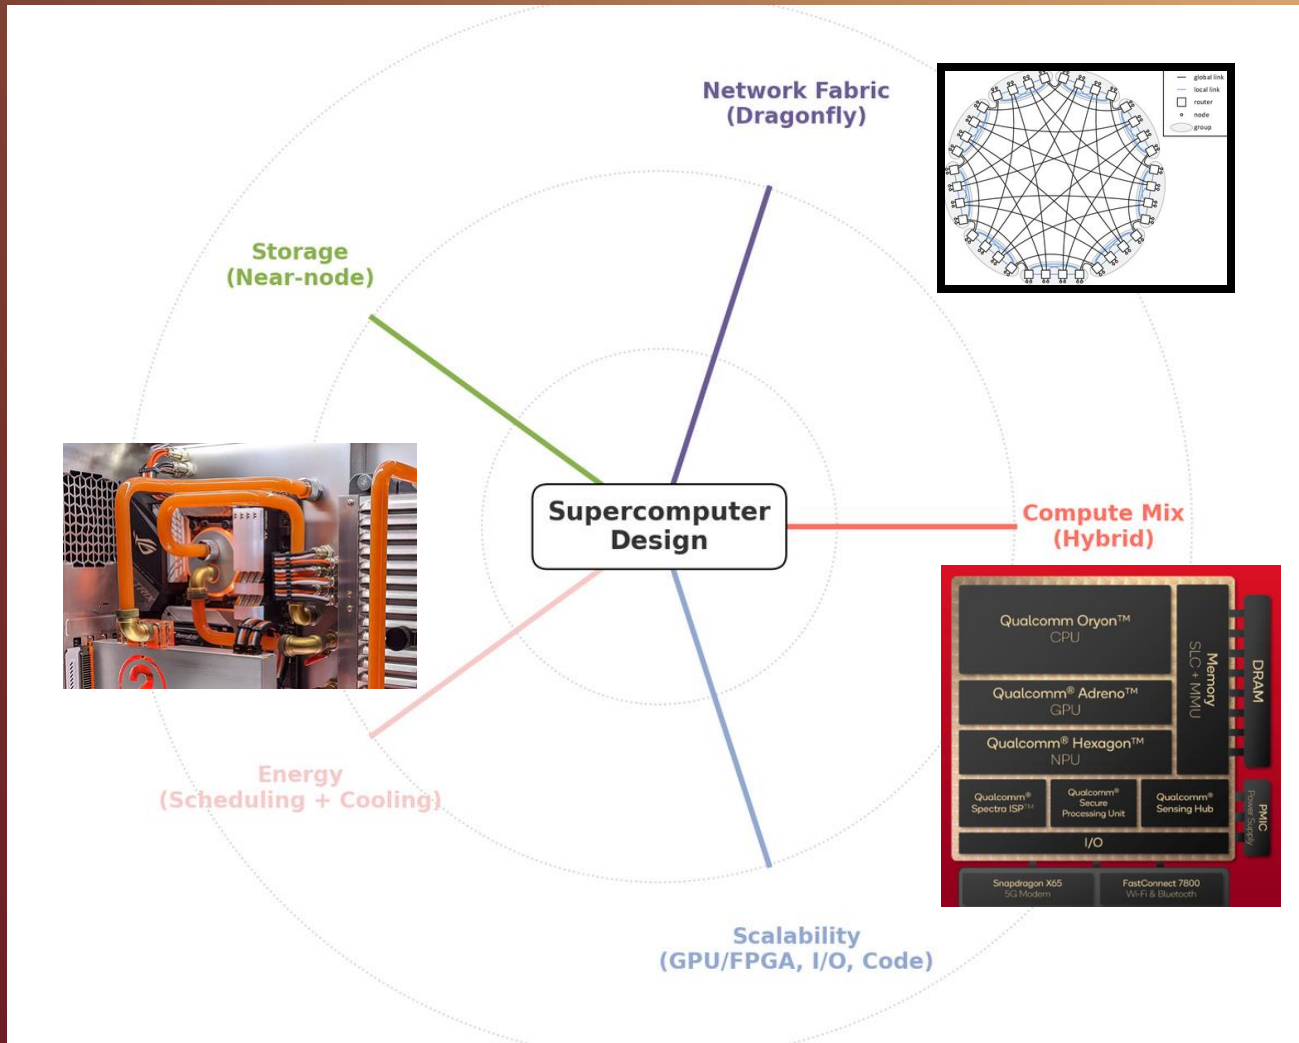 Network Fabric
(Dragonfly)
global link
local link
router
node
group
Storage
(Near-node)
Supercomputer
Design
Compute Mix
(Hybrid)
Qualcomm Oryon™
CPU
Qualcomm® Adreno™
GPU
Qualcomm® Hexagon™
NPU
Memory
SLC + MMU
DRAM
Qualcomm®
Spectra ISP™
Qualcomm®
Secure
Processing Unit
Qualcomm®
Sensing Hub
I/O
PMIC
Power Supply
Snapdragon X65
5G Modem
FastConnect 7800
Wi-Fi & Bluetooth
Energy
(Scheduling + Cooling)
Scalability
(GPU/FPGA, I/O, Code)